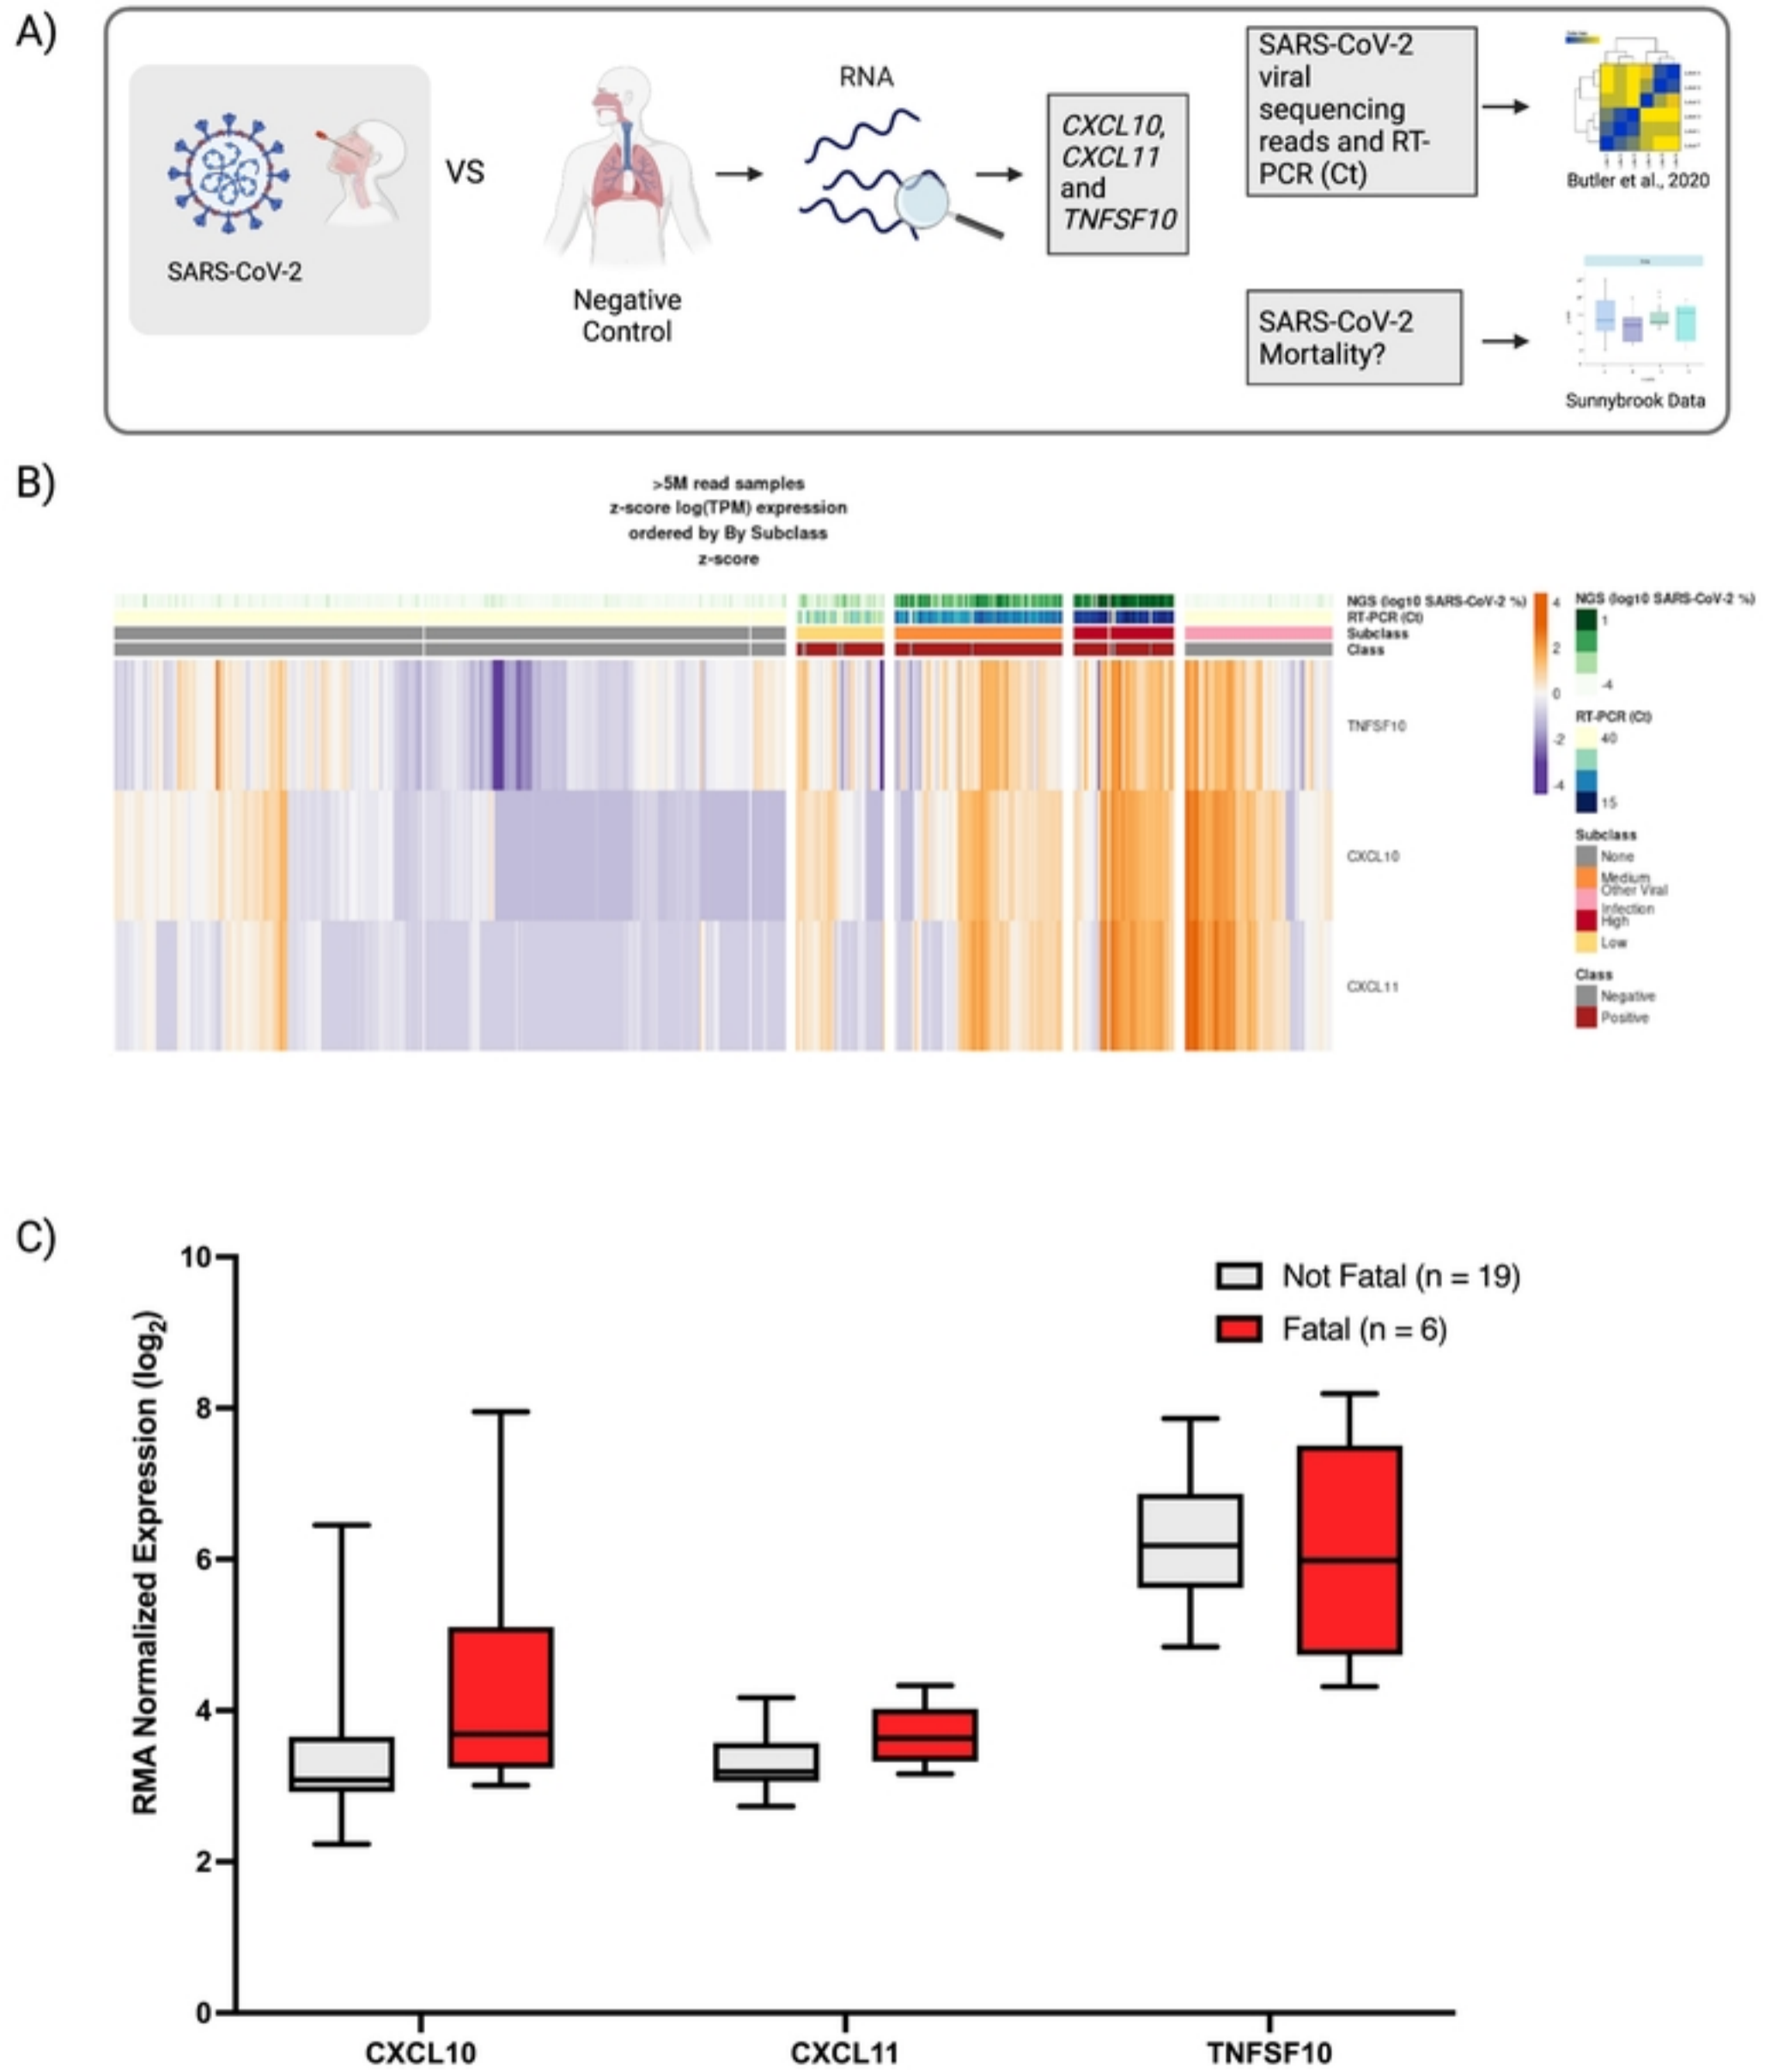 A)
SARS-CoV-2
VS
Negative
Control
RNA
CXCL10,
CXCL11
and
TNFSF10
SARS-CoV-2
viral
sequencing
reads and RT-
PCR (Ct)
Butler et al., 2020
SARS-CoV-2
Mortality?
Sunnybrook Data
B)
>5M read samples
z-score log(TPM) expression
ordered by By Subclass
z-score
NGS (log10 SARS-CoV-2 %)
RT-PCR (Ct)
Subclass
Class
TNFSF10
CXCL10
CXCL11
4
2
0
-2
-4
NGS (log10 SARS-CoV-2 %)
1
-4
RT-PCR (Ct)
40
15
Subclass
None
Medium
Other Viral
Infection
High
Low
Class
Negative
Positive
C)
RMA Normalized Expression (log2)
10
8
6
4
2
0
Not Fatal (n = 19)
Fatal (n = 6)
CXCL10
CXCL11
TNFSF10